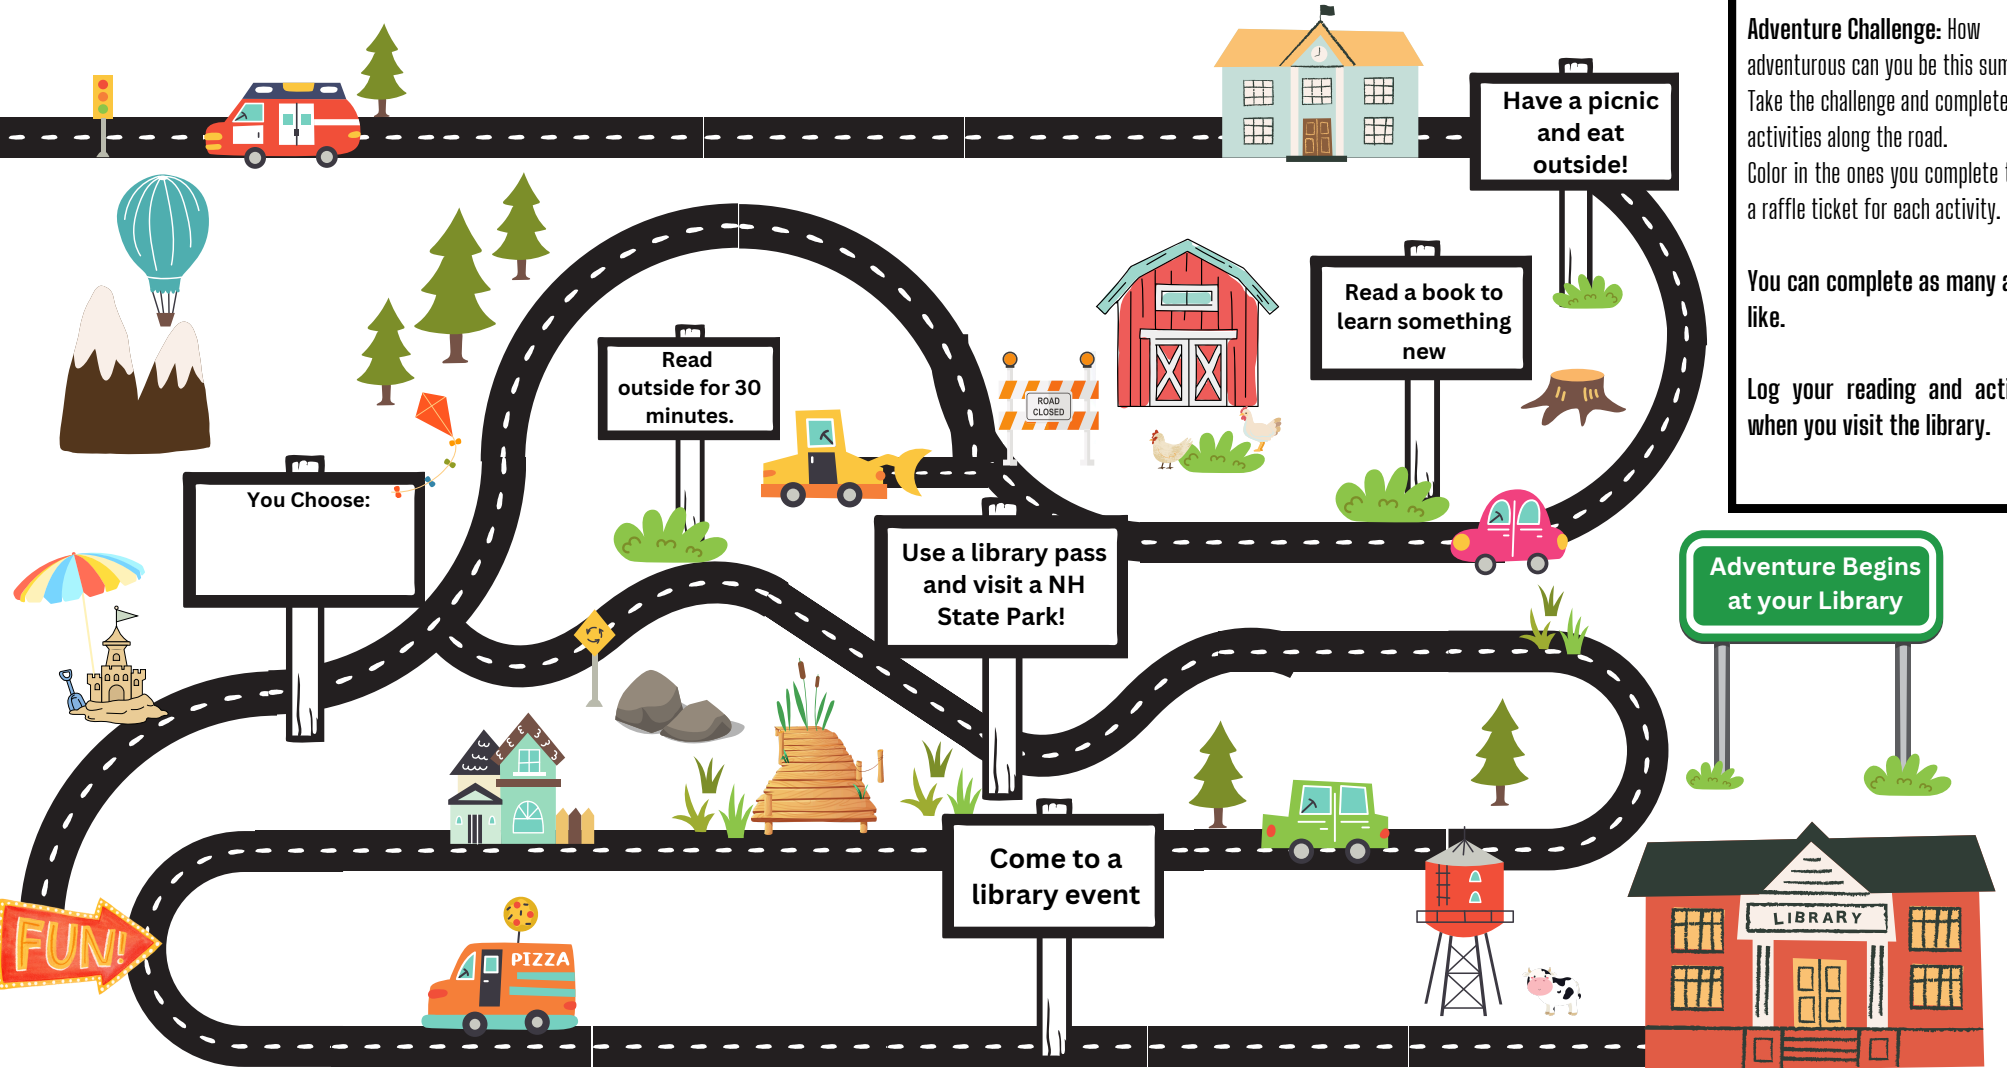 Adventure Challenge: How
adventurous can you be this
Take the challenge and complete
activities along the road.
Color in the ones you complete
a raffle ticket for each activity.
You can complete as many
like.
Log your reading and
when you visit the library.
Have a picnic
and eat
outside!
Read a book to
learn something
new
Read
outside for 30
minutes.
ROAD
CLOSED
You Choose:
Use a library pass
and visit a NH
State Park!
Adventure Begins
at your Library
Come to a
library event
FUN!
PIZZA
LIBRARY